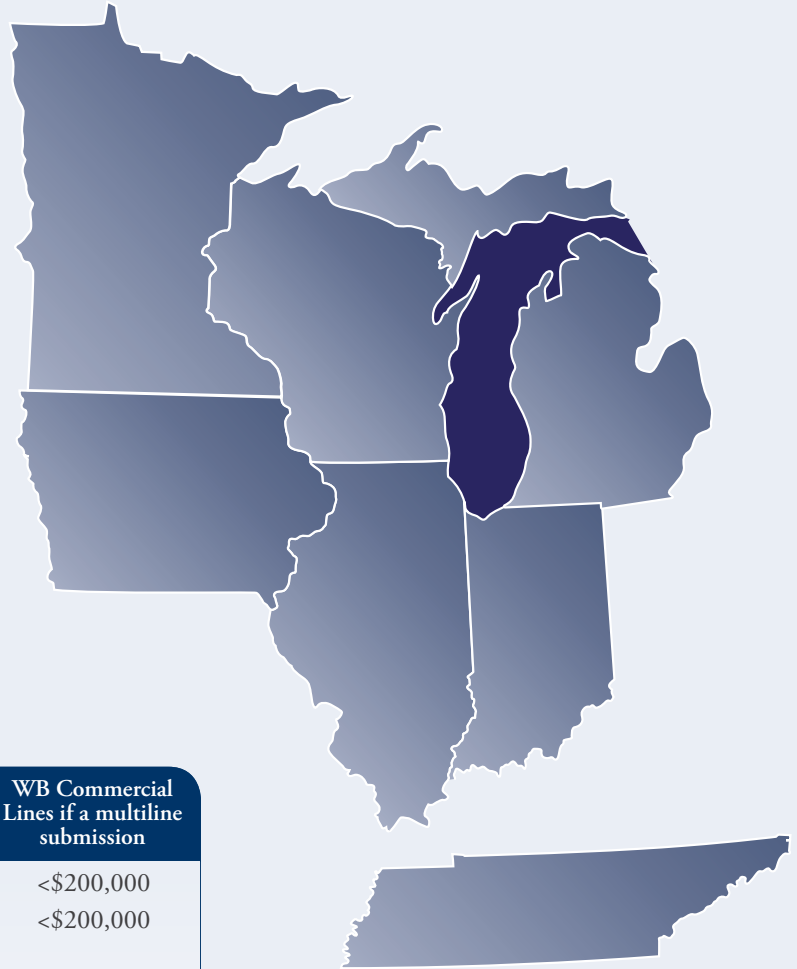 WB Commercial
Lines if a multiline
submission
<$200,000
<$200,000